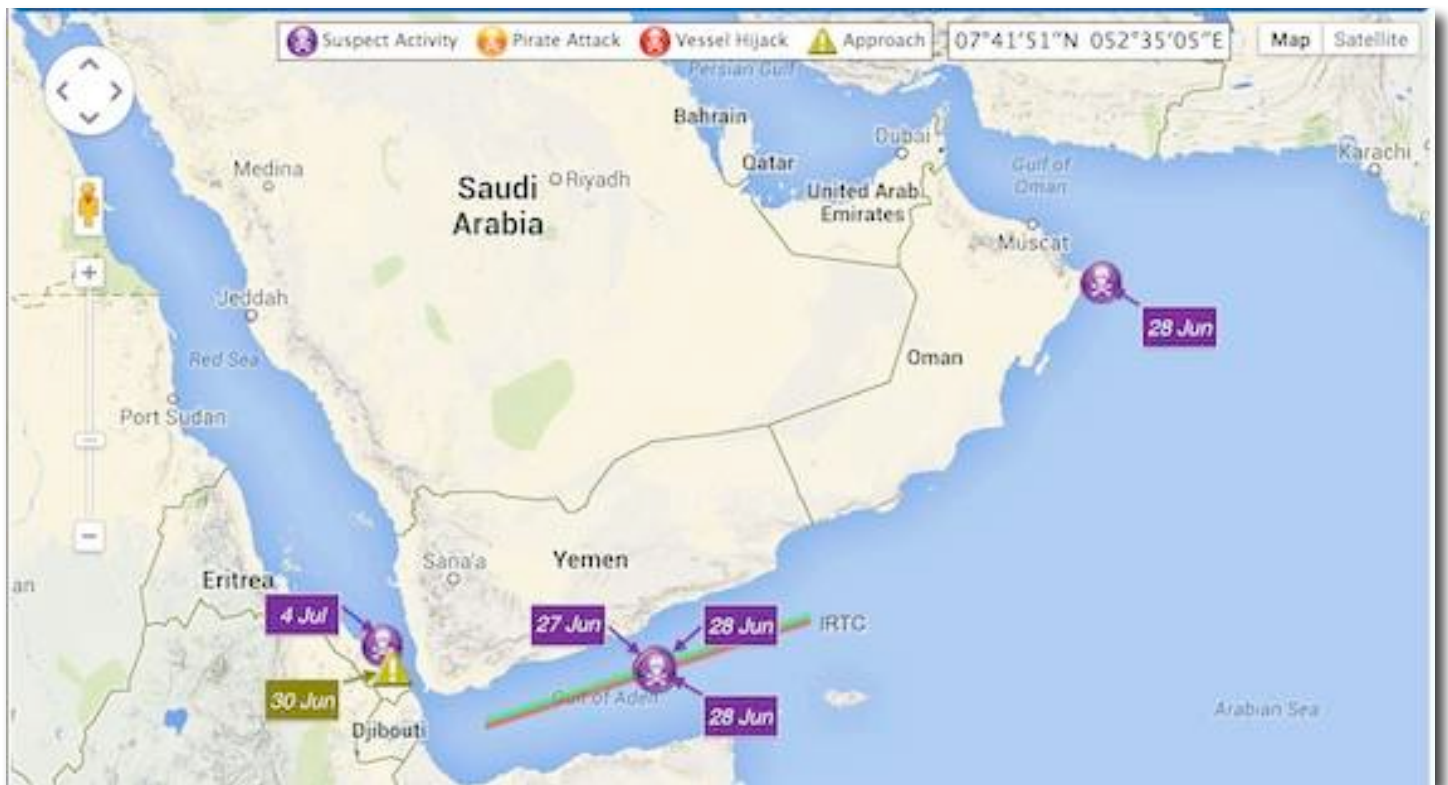 Suspect Activity Pirate Attack Vessel Hijack Approach 07°41'51"N 052°35'05"E Map Satellite
Persian Gulf
Bahrain
Dubai
Karachi
Medina
Qatar
Gulf of
Oman
Saudi
Arabia
Riyadh
United Arab
Emirates
Muscat
Jeddah
28 Jun
Red Sea
Oman
Port Sudan
Sana'a
Yemen
an
Eritrea
4 Jul
27 Jun
28 Jun
IRTC
30 Jun
Gulf of Aden
28 Jun
Arabian Sea
Djibouti